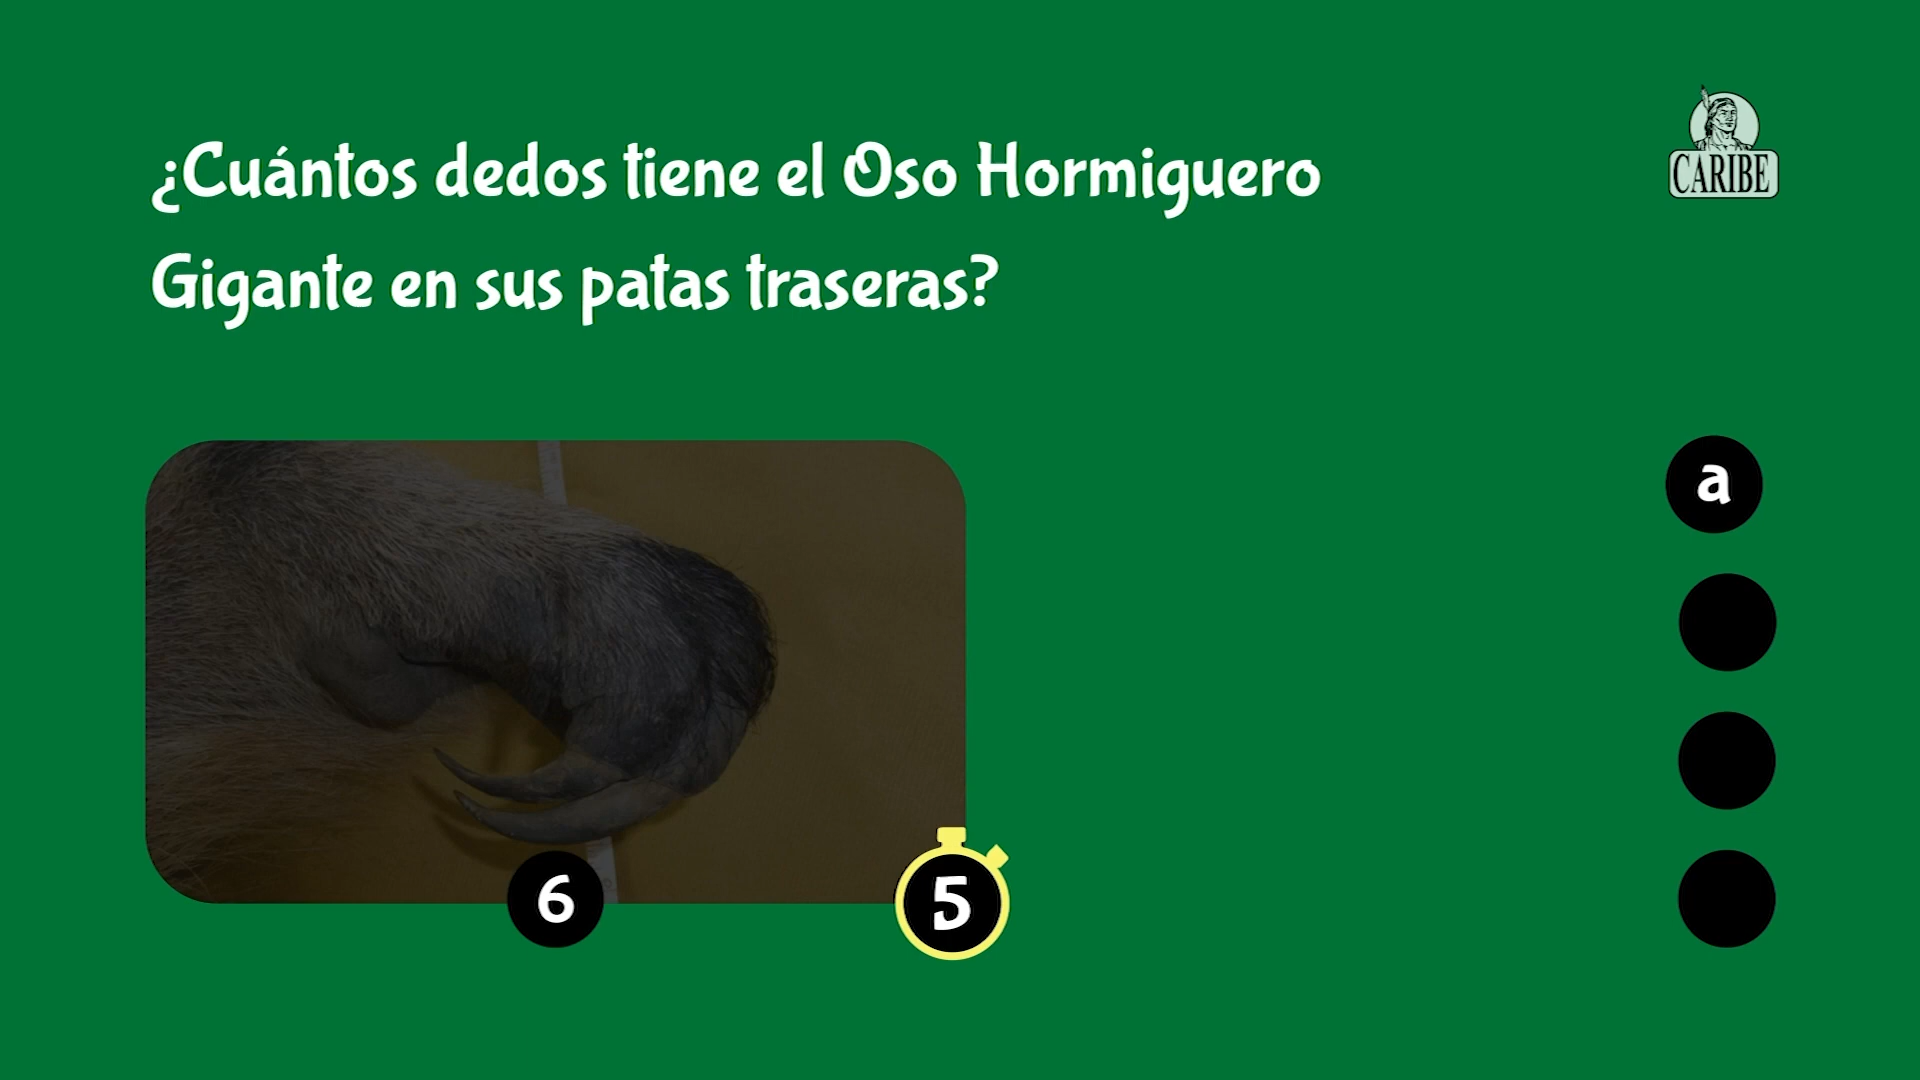 ¿Cuántos dedos tiene el Oso Hormiguero
Gigante en sus patas traseras?
CARIBE
a
6
5